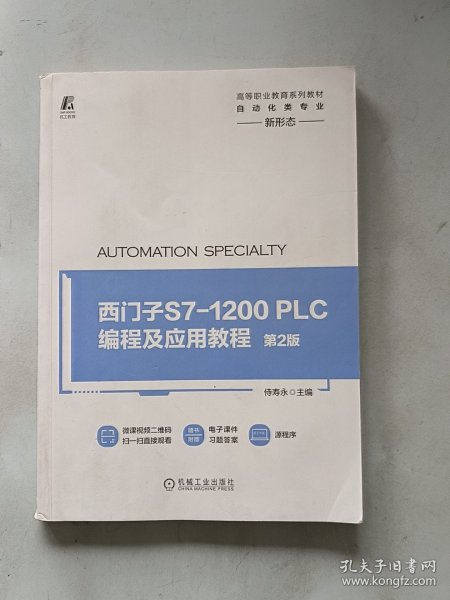 机工教育
高等职业教育系列教材
自动化类专业
新形态
AUTOMATION SPECIALTY
西门子S7-1200 PLC
编程及应用教程 第2版
侍寿永 主编
微课视频二维码
扫一扫直接观看
随书
附赠
电子课件
习题答案
源程序
机械工业出版社
CHINA MACHINE PRESS
孔夫子旧书网
www.kongfz.com